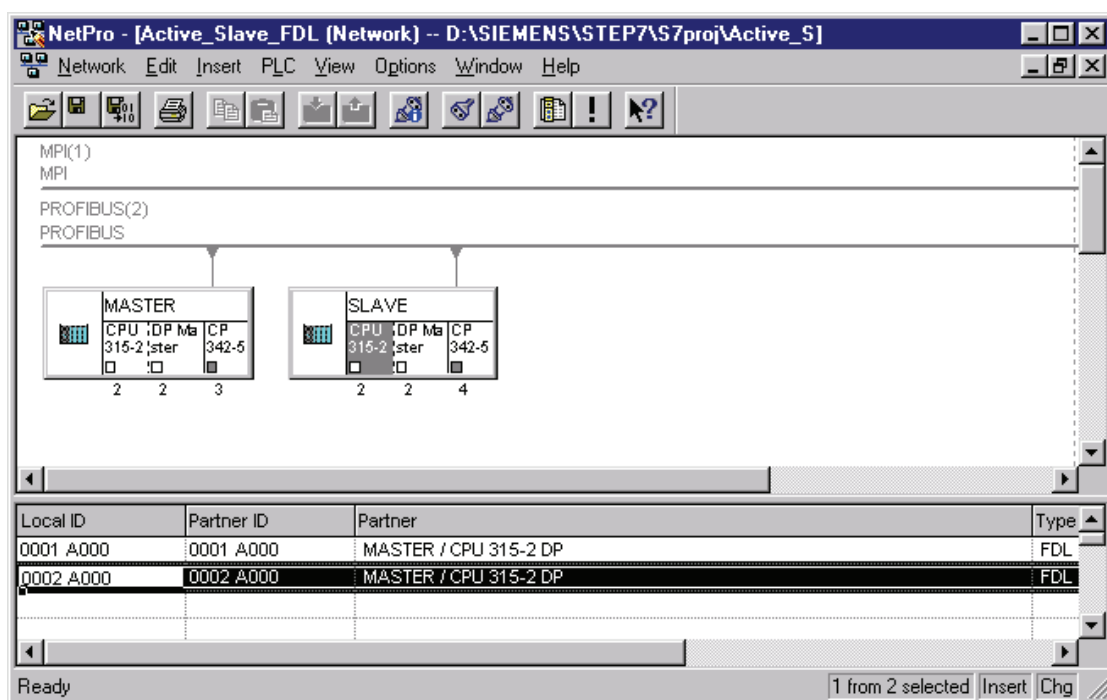 NetPro - [Active_Slave_FDL (Network) -- D:\SIEMENS\STEP7\S7proj\Active_S]
Network Edit Insert PLC View Options Window Help
MPI(1)
MPI
PROFIBUS(2)
PROFIBUS
MASTER
CPU 315-2
DP Ma ster
CP 342-5
2 2 3
SLAVE
CPU 315-2
DP Ma ster
CP 342-5
2 2 4
Local ID Partner ID Partner Type
0001 A000 0001 A000 MASTER / CPU 315-2 DP FDL
0002 A000 0002 A000 MASTER / CPU 315-2 DP FDL
Ready 1 from 2 selected Insert Chg